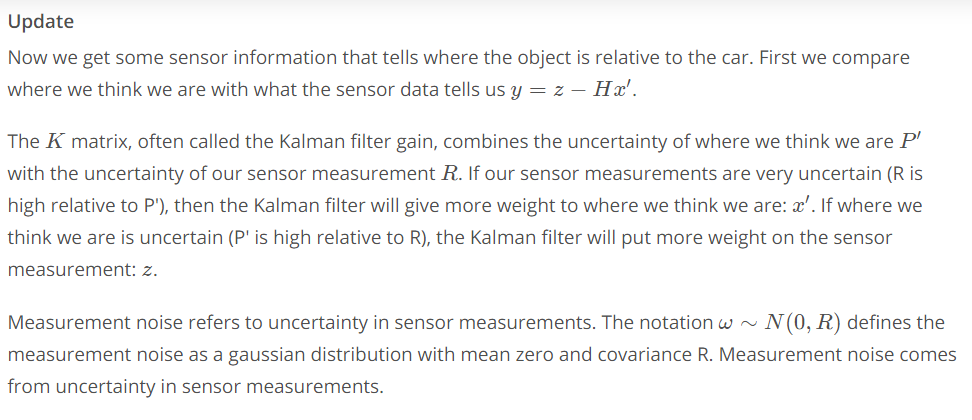 Update
Now we get some sensor information that tells where the object is relative to the car. First we compare
where we think we are with what the sensor data tells us y = z − Hx′.
The K matrix, often called the Kalman filter gain, combines the uncertainty of where we think we are P′
with the uncertainty of our sensor measurement R. If our sensor measurements are very uncertain (R is
high relative to P'), then the Kalman filter will give more weight to where we think we are: x′. If where we
think we are is uncertain (P' is high relative to R), the Kalman filter will put more weight on the sensor
measurement: z.
Measurement noise refers to uncertainty in sensor measurements. The notation ω ∼ N(0, R) defines the
measurement noise as a gaussian distribution with mean zero and covariance R. Measurement noise comes
from uncertainty in sensor measurements.